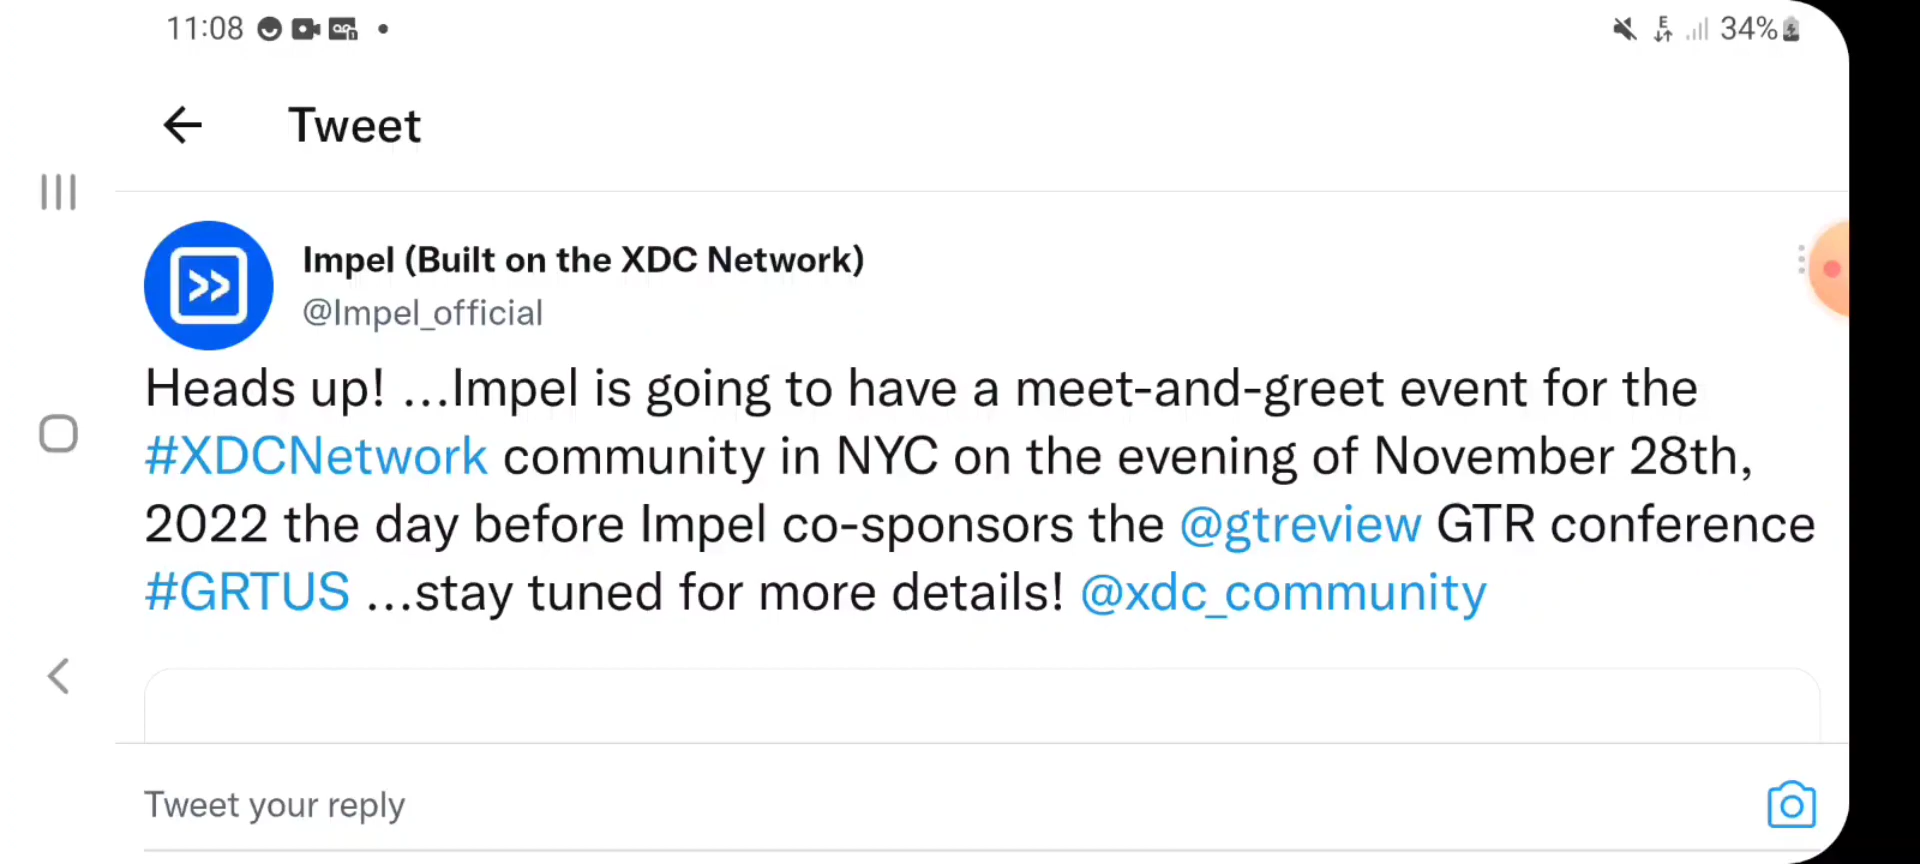 11:08
34%
Tweet
Impel (Built on the XDC Network)
@Impel_official
Heads up! ...Impel is going to have a meet-and-greet event for the
#XDCNetwork community in NYC on the evening of November 28th,
2022 the day before Impel co-sponsors the @gtreview GTR conference
#GRTUS ...stay tuned for more details! @xdc_community
Tweet your reply